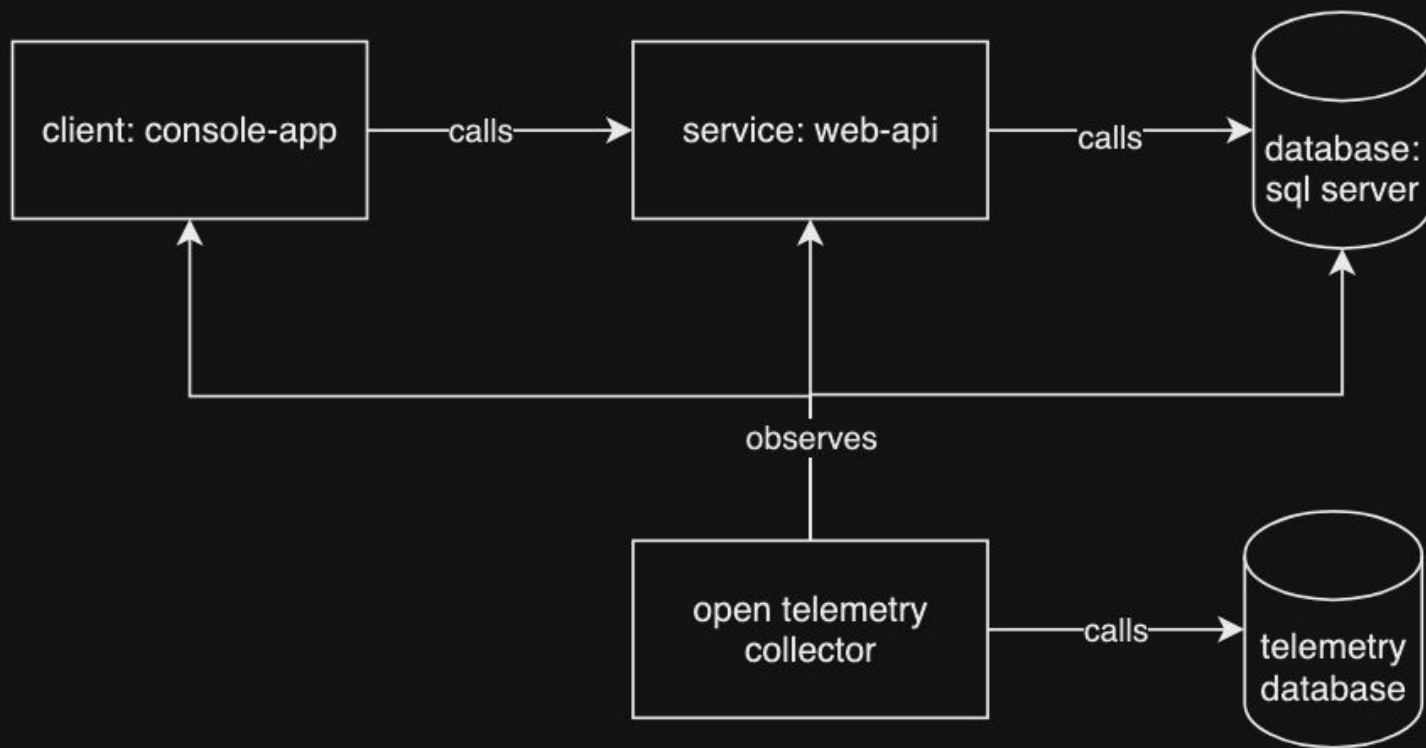 client: console-app
calls
service: web-api
calls
database:
sql server
observes
open telemetry
collector
calls
telemetry
database